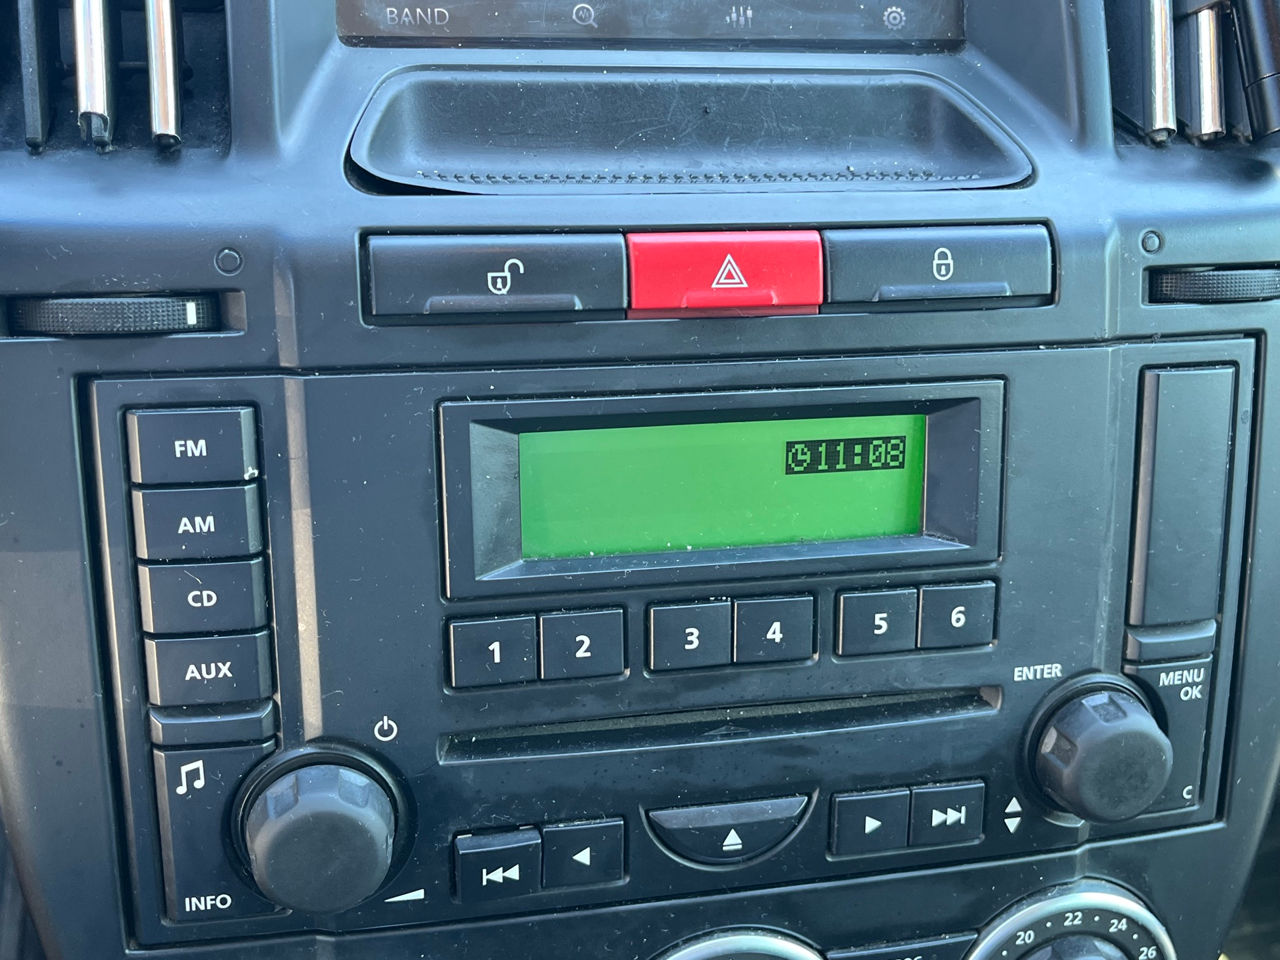 BAND
FM
11:08
AM
CD
AUX
1 2 3 4 5 6
ENTER
MENU
OK
C
INFO
20 · 22 · 24 · 26